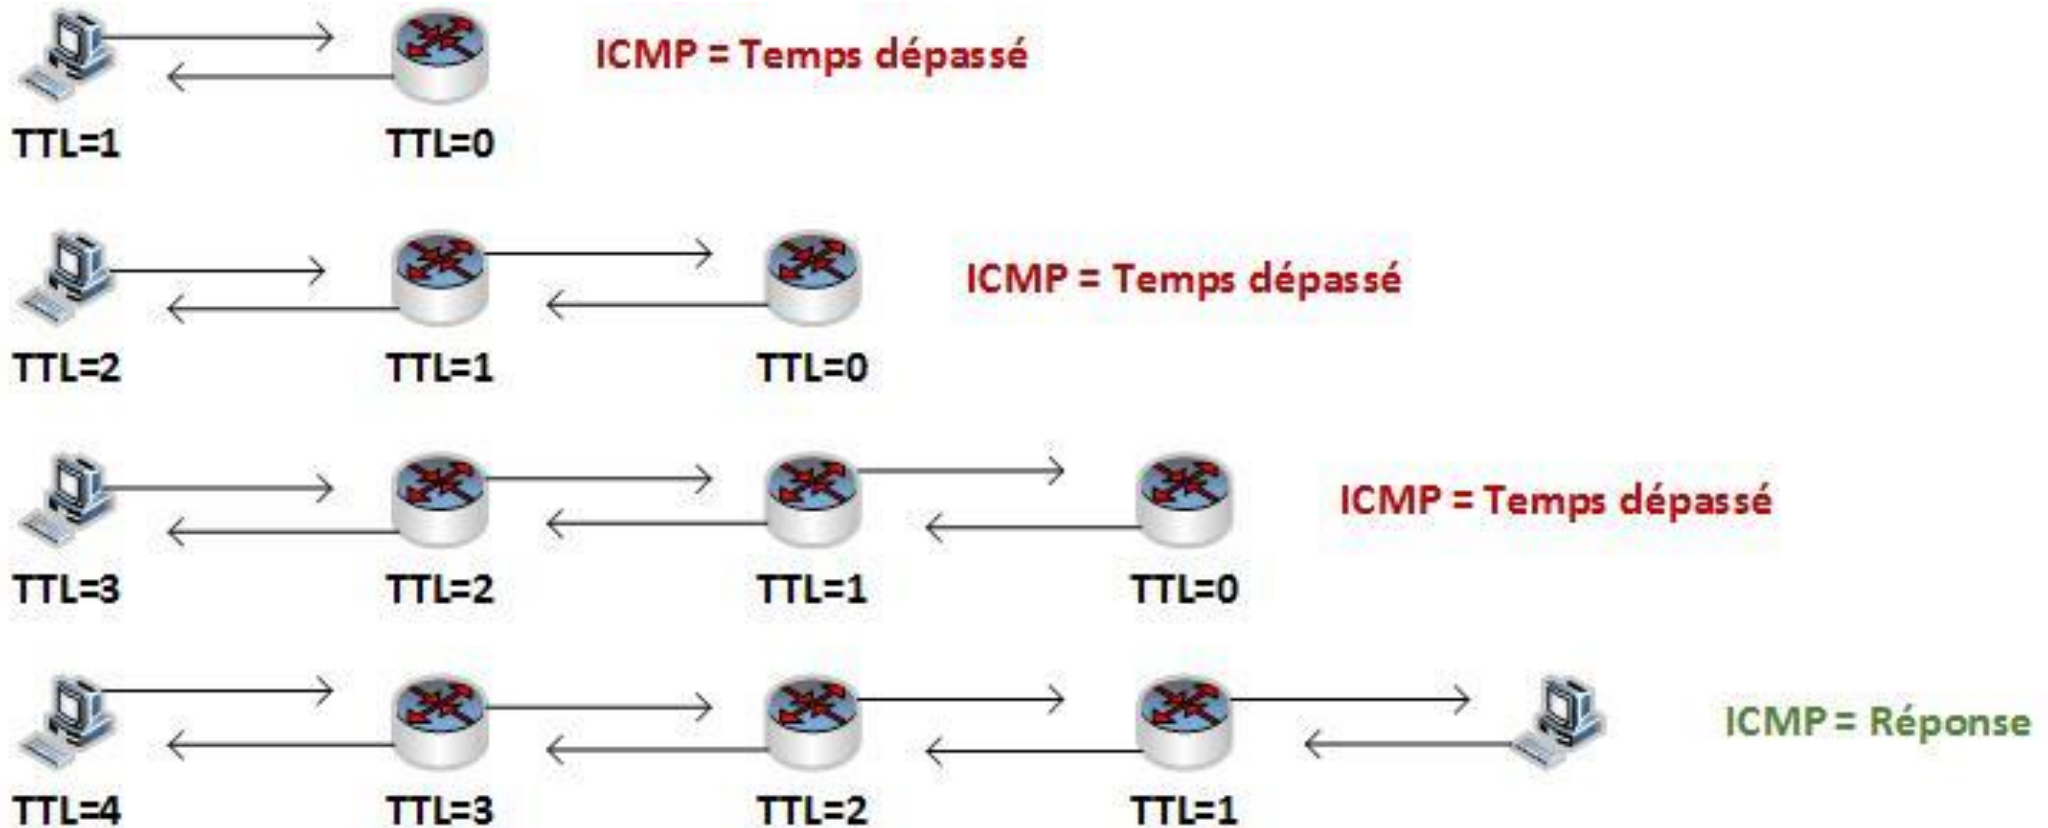 ICMP = Temps dépassé
TTL=1 TTL=0
ICMP = Temps dépassé
TTL=2 TTL=1 TTL=0
ICMP = Temps dépassé
TTL=3 TTL=2 TTL=1 TTL=0
ICMP = Réponse
TTL=4 TTL=3 TTL=2 TTL=1